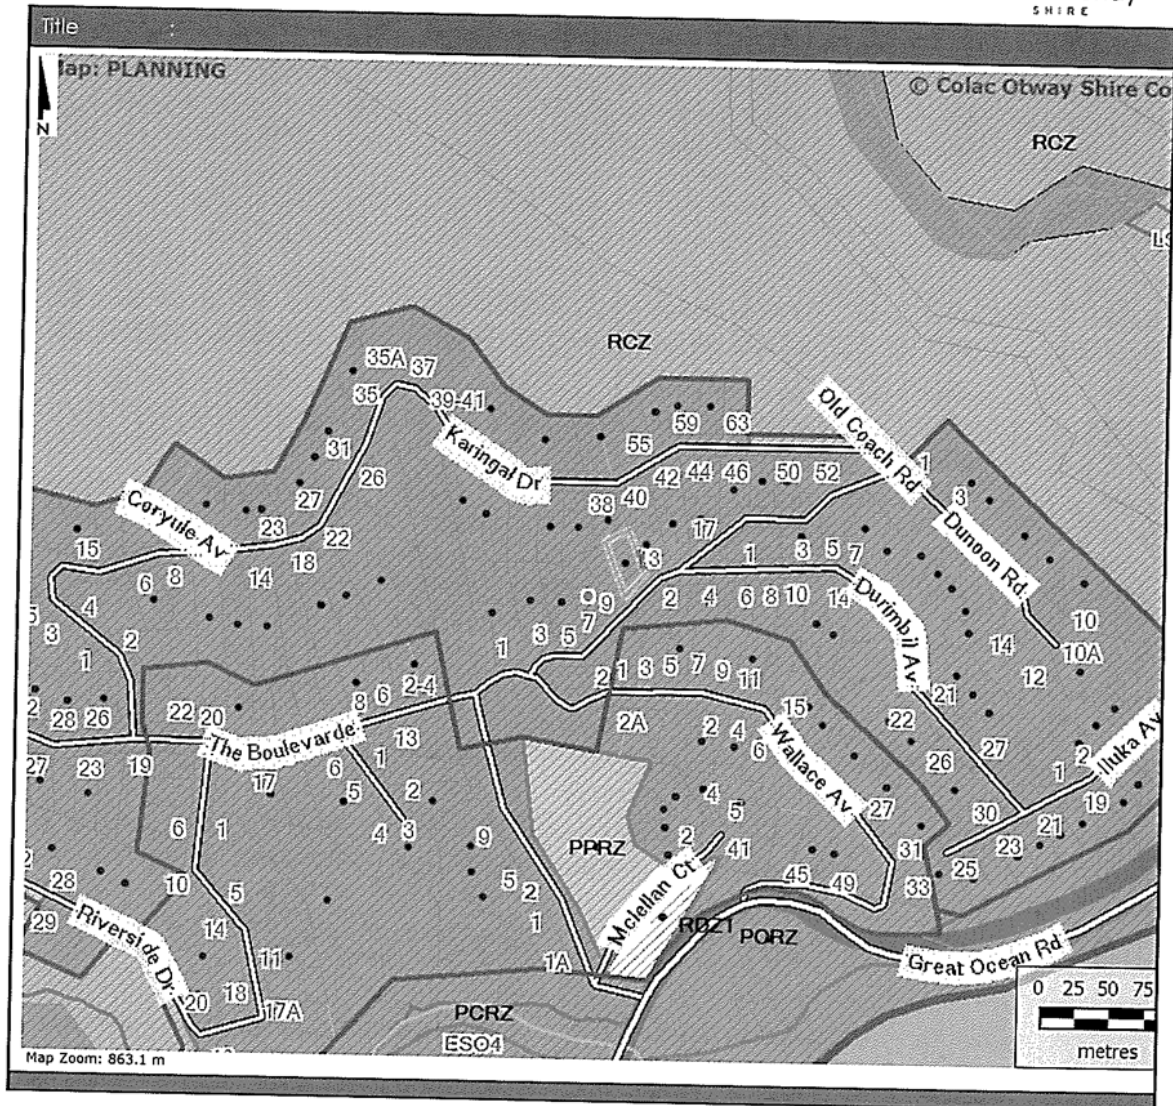 SHIRE
Title :
Map: PLANNING
© Colac Otway Shire Co
N
RCZ
LS
RCZ
35A 37
35 39-41
59 63
31
Karingal Dr
55
Old Coach Rd
1
26
42 44 46 50 52
3
27
38 40
Coryule Av
23
22
17
Dunoon Rd
15
18
13
1 3 5 7
6 8 14
9
2 4 6 8 10 14
Durimbil Av
10
4
7
14
10A
5 3
2
1 3 5
2 1 3 5 7 9 11
12
1
2-4
21
8 6
15
2 28 26
22 20
2A
2 4 6
22
Iluka Av
The Boulevarde
13
Wallace Av
27
2
19
1
26
1
27 23
17
6
5
2
27
19
4
5
30
21
6 1
4 3
9
2
41
31
23
PPRZ
25
2
10
5
5 2
Mclellan Ct
45 49
33
28
14
1
RDZ1
PORZ
29
Riverside Dr.
11
1A
Great Ocean Rd
20
18
17A
PCRZ
ESO4
0 25 50 75
metres
Map Zoom: 863.1 m